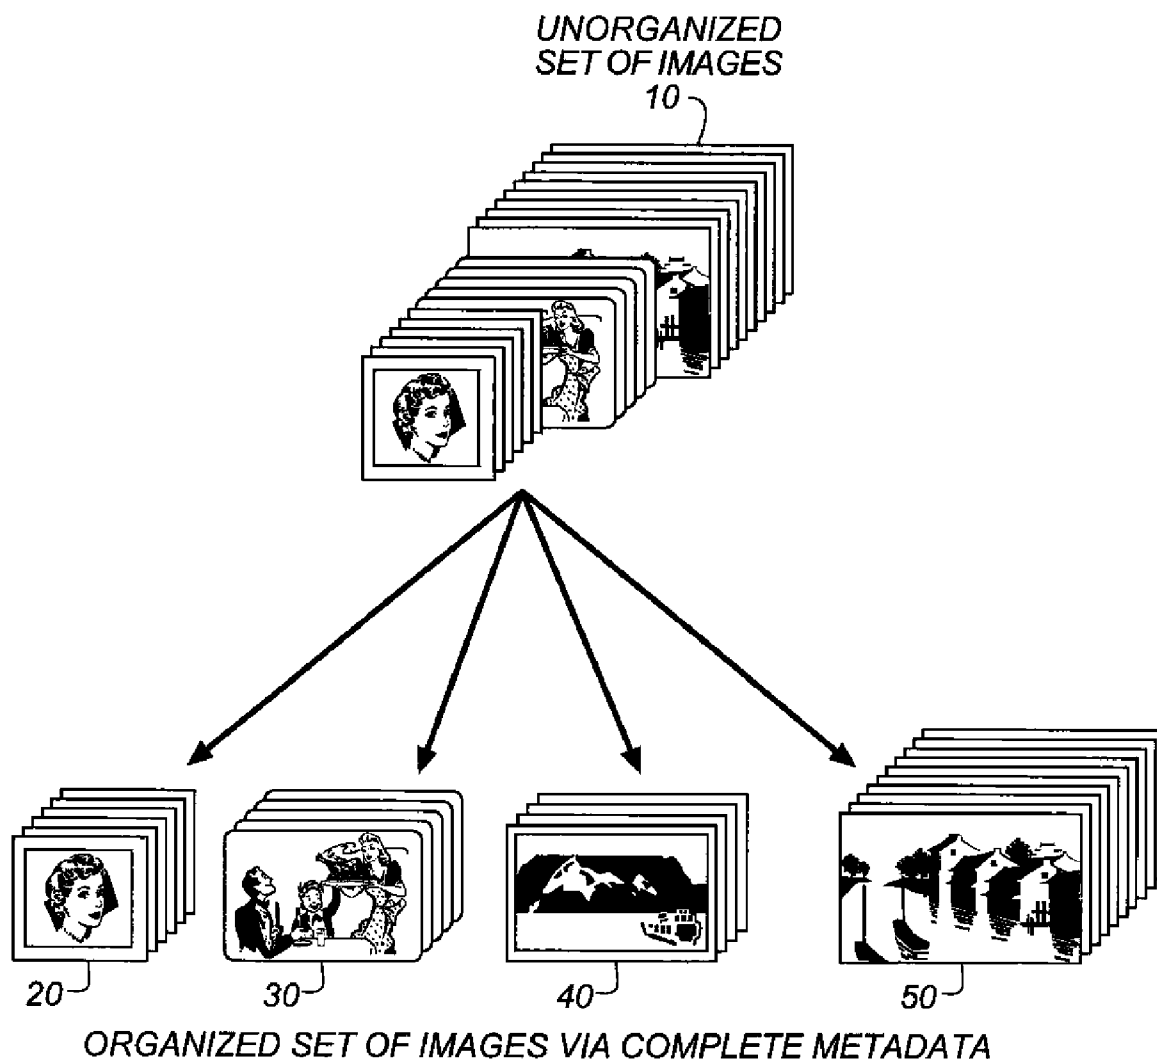 UNORGANIZED
SET OF IMAGES
10
20
30
40
50
ORGANIZED SET OF IMAGES VIA COMPLETE METADATA